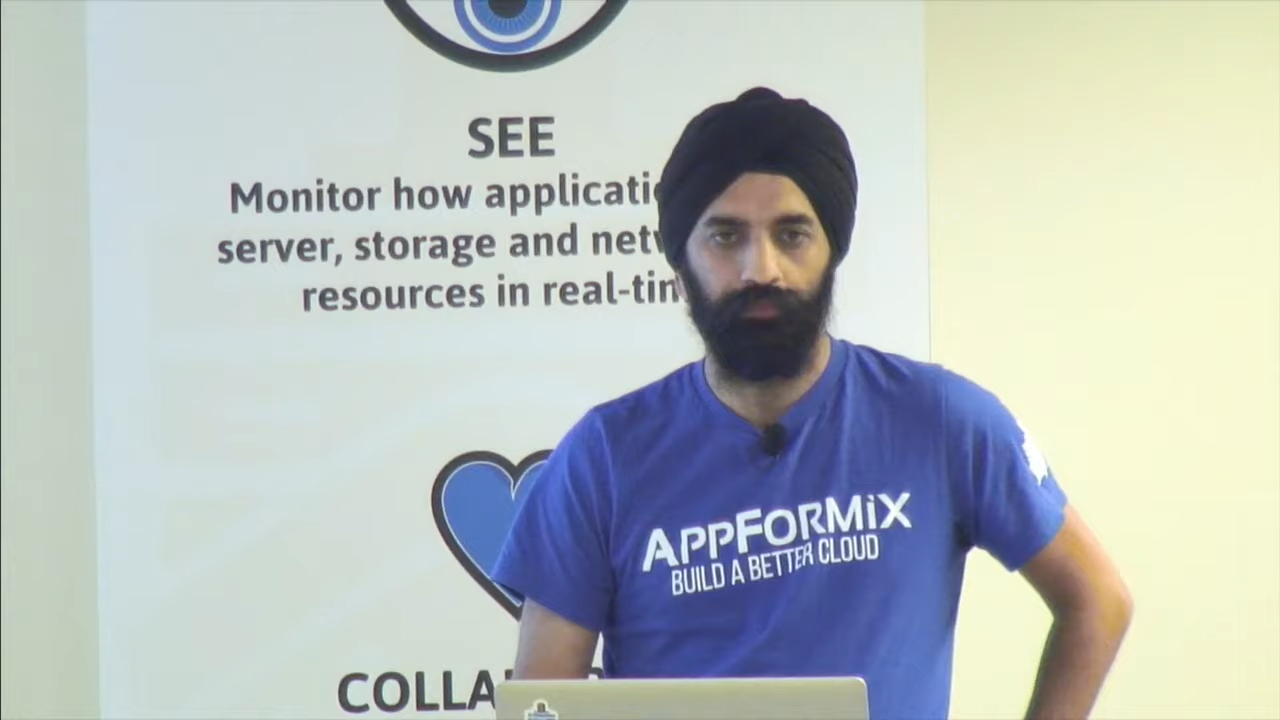 SEE
Monitor how applicatio
server, storage and netw
resources in real-tim
APPFORMIX
BUILD A BETTER CLOUD
COLLA